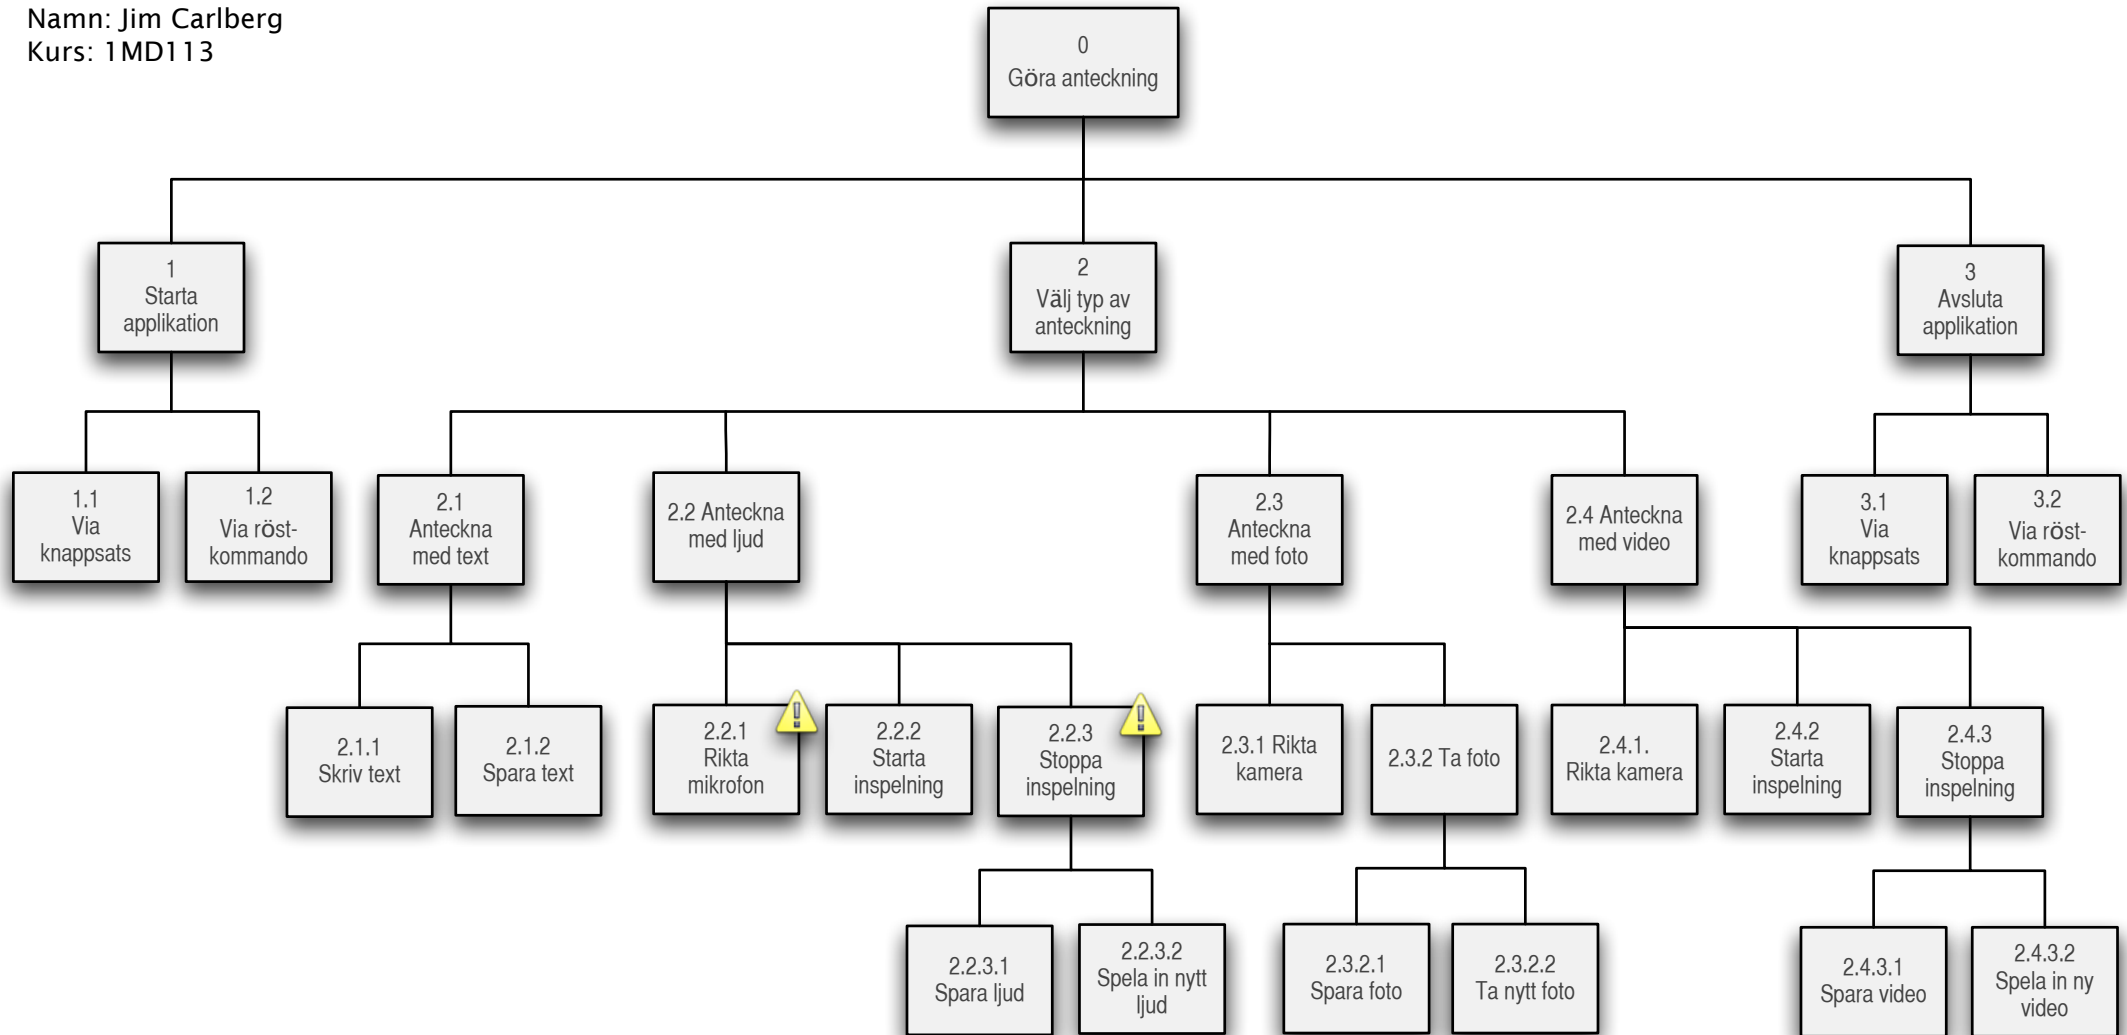 Namn: Jim Carlberg
Kurs: 1MD113
0
Göra anteckning
1
Starta
applikation
2
Välj typ av
anteckning
3
Avsluta
applikation
1.1
Via
knappsats
1.2
Via röst-
kommando
2.1
Anteckna
med text
2.2 Anteckna
med ljud
2.3
Anteckna
med foto
2.4 Anteckna
med video
3.1
Via
knappsats
3.2
Via röst-
kommando
2.1.1
Skriv text
2.1.2
Spara text
2.2.1
Rikta
mikrofon
2.2.2
Starta
inspelning
2.2.3
Stoppa
inspelning
2.3.1 Rikta
kamera
2.3.2 Ta foto
2.4.1.
Rikta kamera
2.4.2
Starta
inspelning
2.4.3
Stoppa
inspelning
2.2.3.1
Spara ljud
2.2.3.2
Spela in nytt
ljud
2.3.2.1
Spara foto
2.3.2.2
Ta nytt foto
2.4.3.1
Spara video
2.4.3.2
Spela in ny
video